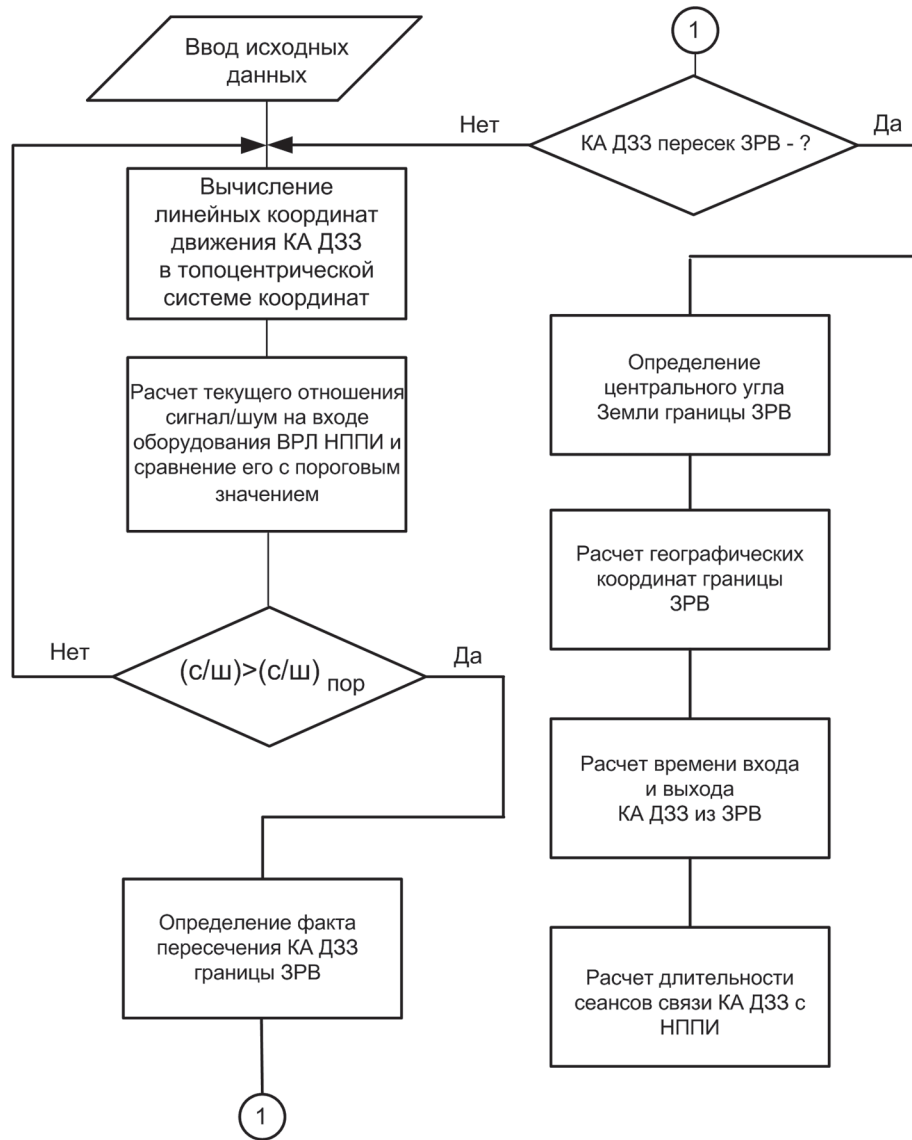 Ввод исходных
данных
Вычисление
линейных координат
движения КА ДЗЗ
в топоцентрической
системе координат
Расчет текущего отношения
сигнал/шум на входе
оборудования ВРЛ НППИ и
сравнение его с пороговым
значением
Нет
(с/ш)>(с/ш) пор
Да
Определение факта
пересечения КА ДЗЗ
границы ЗРВ
1
1
Нет
КА ДЗЗ пересек ЗРВ - ?
Да
Определение
центрального угла
Земли границы ЗРВ
Расчет географических
координат границы
ЗРВ
Расчет времени входа
и выхода
КА ДЗЗ из ЗРВ
Расчет длительности
сеансов связи КА ДЗЗ с
НППИ